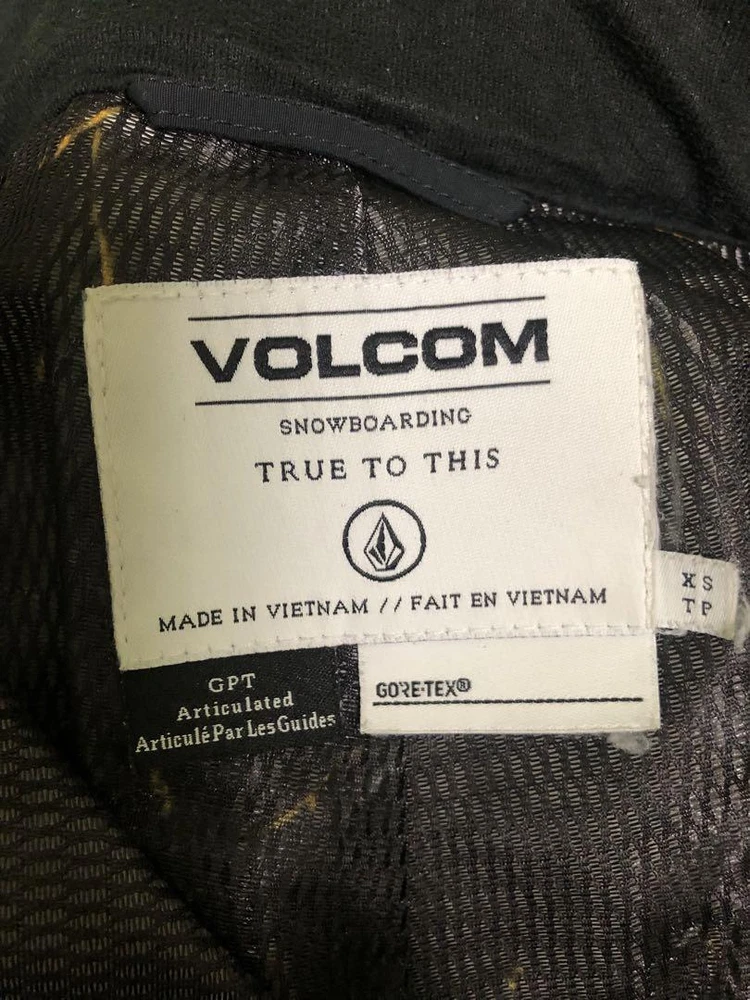 VOLCOM
SNOWBOARDING
TRUE TO THIS
MADE IN VIETNAM // FAIT EN VIETNAM
XS
TP
GPT
Articulated
Articulé Par Les Guides
GORE-TEX®